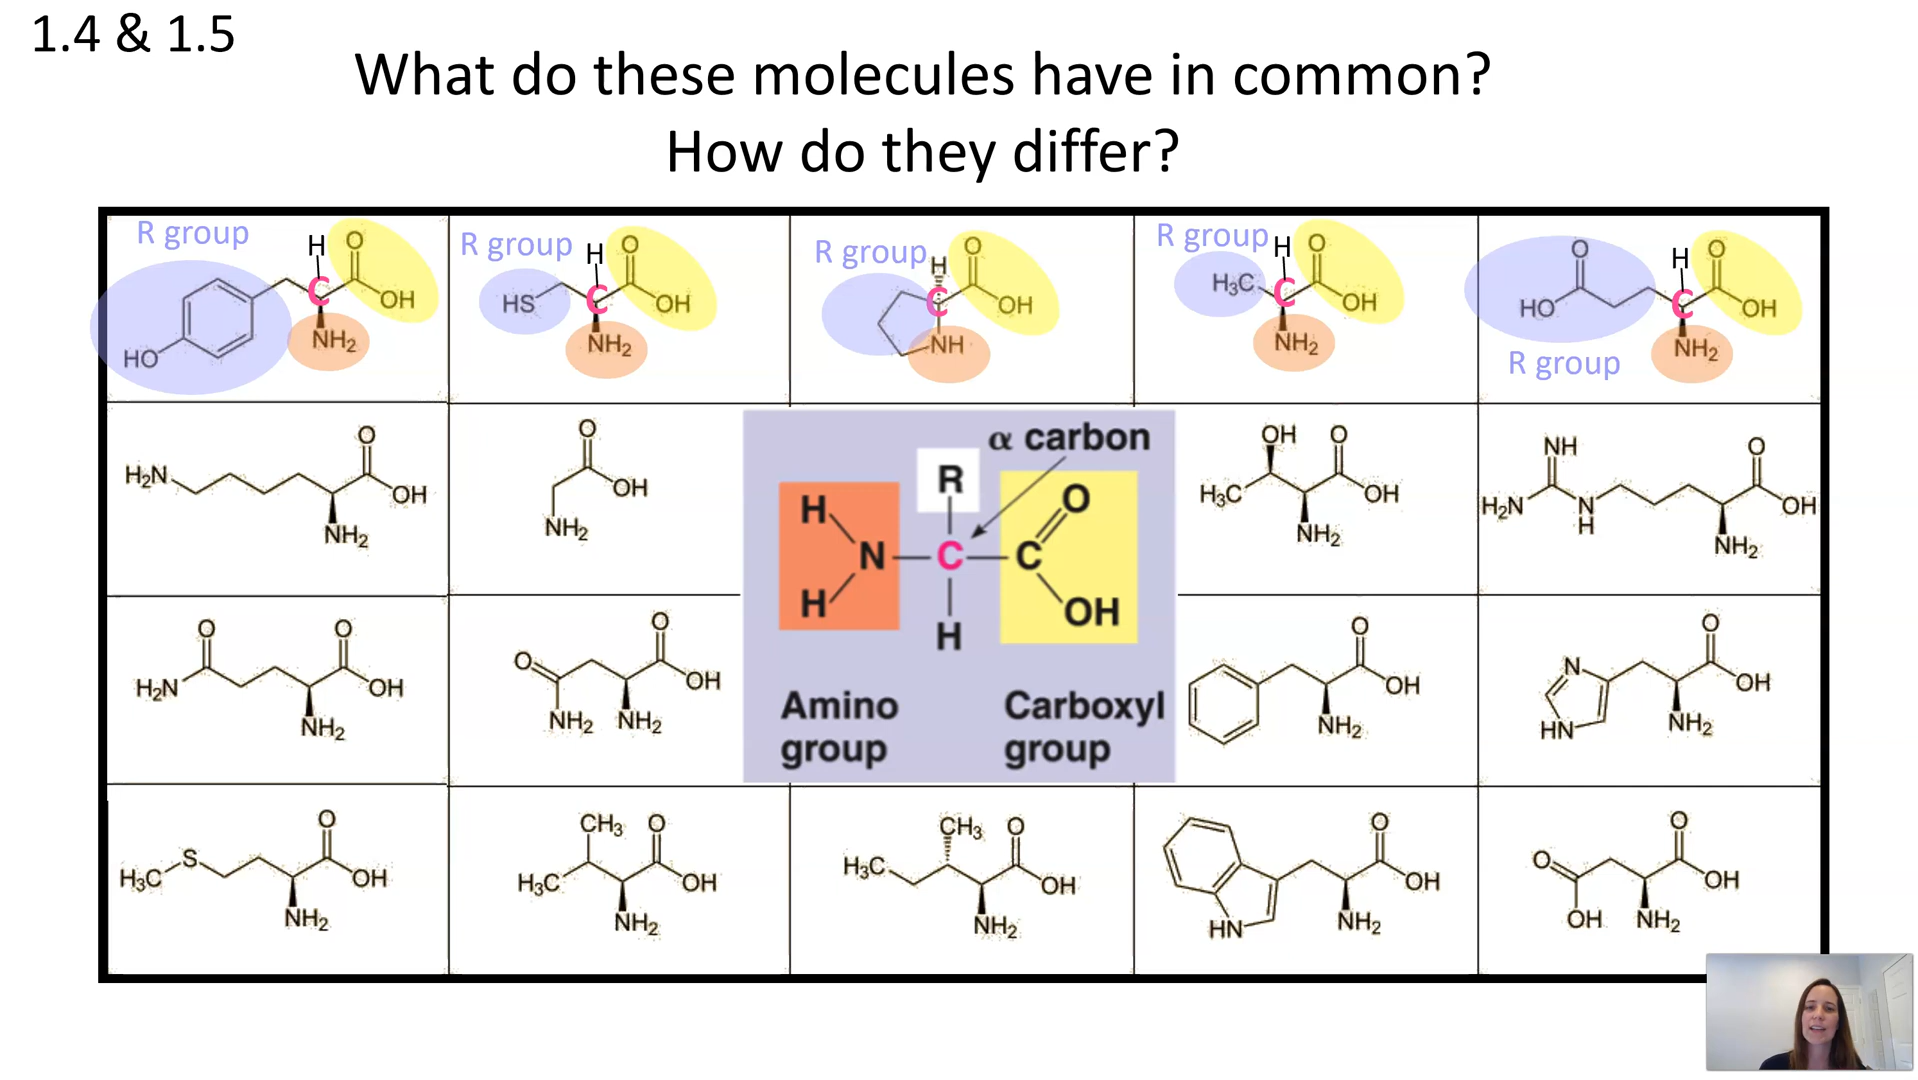 1.4 & 1.5
What do these molecules have in common?
How do they differ?
R group
H
O
OH
NH₂
HO
C
R group
H
O
HS
C
OH
NH₂
R group
H
O
C
OH
NH
R group
H
O
H₃C
C
OH
NH₂
O
H
O
HO
C
OH
NH₂
R group
H₂N
O
OH
NH₂
O
OH
NH₂
α carbon
R
H
O
N
C
C
H
H
OH
Amino
group
Carboxyl
group
OH
O
H₃C
OH
NH₂
NH
O
H₂N
N
H
OH
NH₂
O
O
H₂N
OH
NH₂
O
O
OH
NH₂
NH₂
O
OH
NH₂
O
N
OH
HN
NH₂
O
S
H₃C
OH
NH₂
CH₃
O
H₃C
OH
NH₂
CH₃
O
H₃C
OH
NH₂
O
OH
HN
NH₂
O
O
OH
OH
NH₂